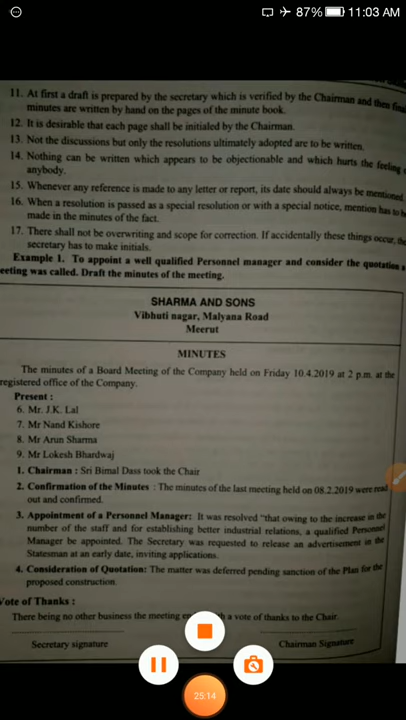 87% 11:03 AM
11. At first a draft is prepared by the secretary which is verified by the Chairman and then
minutes are written by hand on the pages of the minute book.
12. It is desirable that each page shall be initialed by the Chairman.
13. Not the discussions but only the resolutions ultimately adopted are to be written.
14. Nothing can be written which appears to be objectionable and which hurts the feeling
anybody.
15. Whenever any reference is made to any letter or report, its date should always be mentioned.
16. When a resolution is passed as a special resolution or with a special notice, mention has to
made in the minutes of the fact.
17. There shall not be overwriting and scope for correction. If accidentally these things occur,
secretary has to make initials.
Example 1. To appoint a well qualified Personnel manager and consider the quotation
eeting was called. Draft the minutes of the meeting.
SHARMA AND SONS
Vibhuti nagar, Malyana Road
Meerut
MINUTES
The minutes of a Board Meeting of the Company held on Friday 10.4.2019 at 2 p.m. at the
registered office of the Company.
Present :
6. Mr. J.K. Lal
7. Mr Nand Kishore
8. Mr Arun Sharma
9. Mr Lokesh Bhardwaj
1. Chairman : Sri Bimal Dass took the Chair
2. Confirmation of the Minutes : The minutes of the last meeting held on 08.2.2019 were read
out and confirmed.
3. Appointment of a Personnel Manager: It was resolved "that owing to the increase in the
number of the staff and for establishing better industrial relations, a qualified Personnel
Manager be appointed. The Secretary was requested to release an advertisement in the
Statesman at an early date, inviting applications.
4. Consideration of Quotation: The matter was deferred pending sanction of the Plan for the
proposed construction.
Vote of Thanks :
There being no other business the meeting a vote of thanks to the Chair
Secretary signature Chairman Signature
25:14